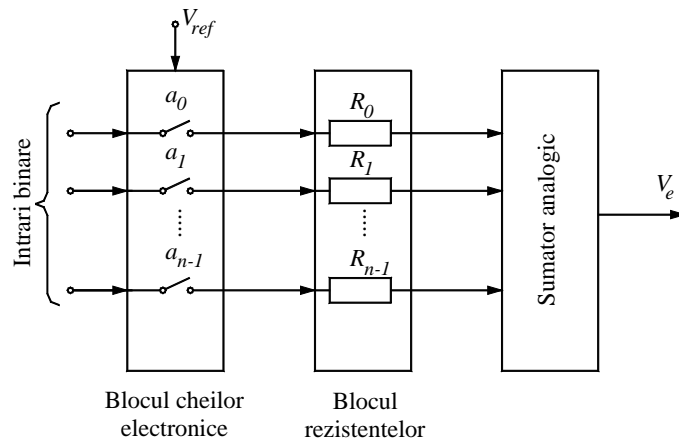 V_ref
a_0
R_0
a_1
R_1
......
......
a_n-1
R_n-1
Intrari binare
Sumator analogic
V_e
Blocul cheilor
electronice
Blocul
rezistentelor